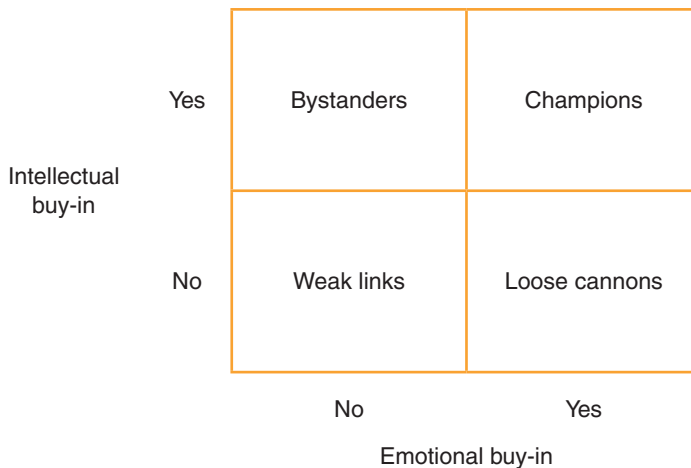 Yes
Bystanders
Champions
Intellectual
buy-in
No
Weak links
Loose cannons
No
Yes
Emotional buy-in